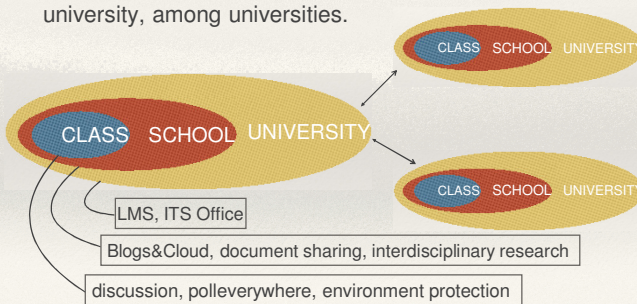 university, among universities.
CLASS SCHOOL UNIVERSITY
CLASS SCHOOL UNIVERSITY
CLASS SCHOOL UNIVERSITY
LMS, ITS Office
Blogs&Cloud, document sharing, interdisciplinary research
discussion, polleverywhere, environment protection